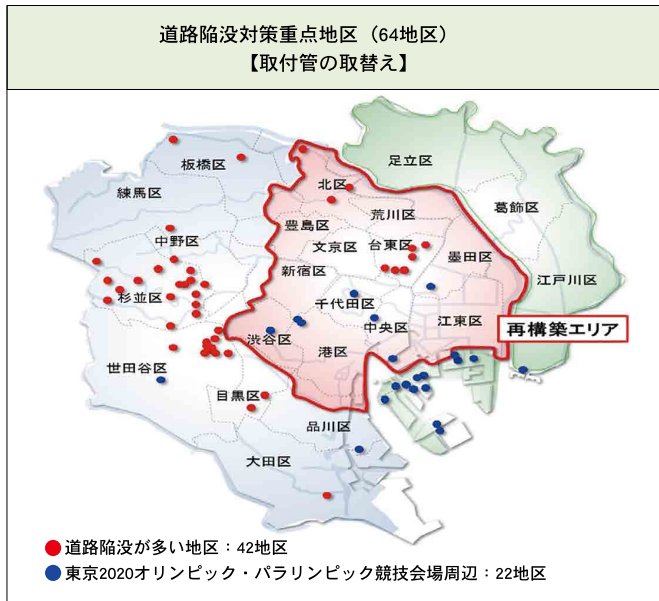 道路陥没対策重点地区（64地区）
【取付管の取替え】
足立区
板橋区
北区
練馬区
葛飾区
荒川区
豊島区
中野区
文京区
台東区
墨田区
新宿区
江戸川区
杉並区
千代田区
中央区
江東区
再構築エリア
渋谷区
港区
世田谷区
目黒区
品川区
大田区
道路陥没が多い地区：42地区
東京2020オリンピック・パラリンピック競技会場周辺：22地区